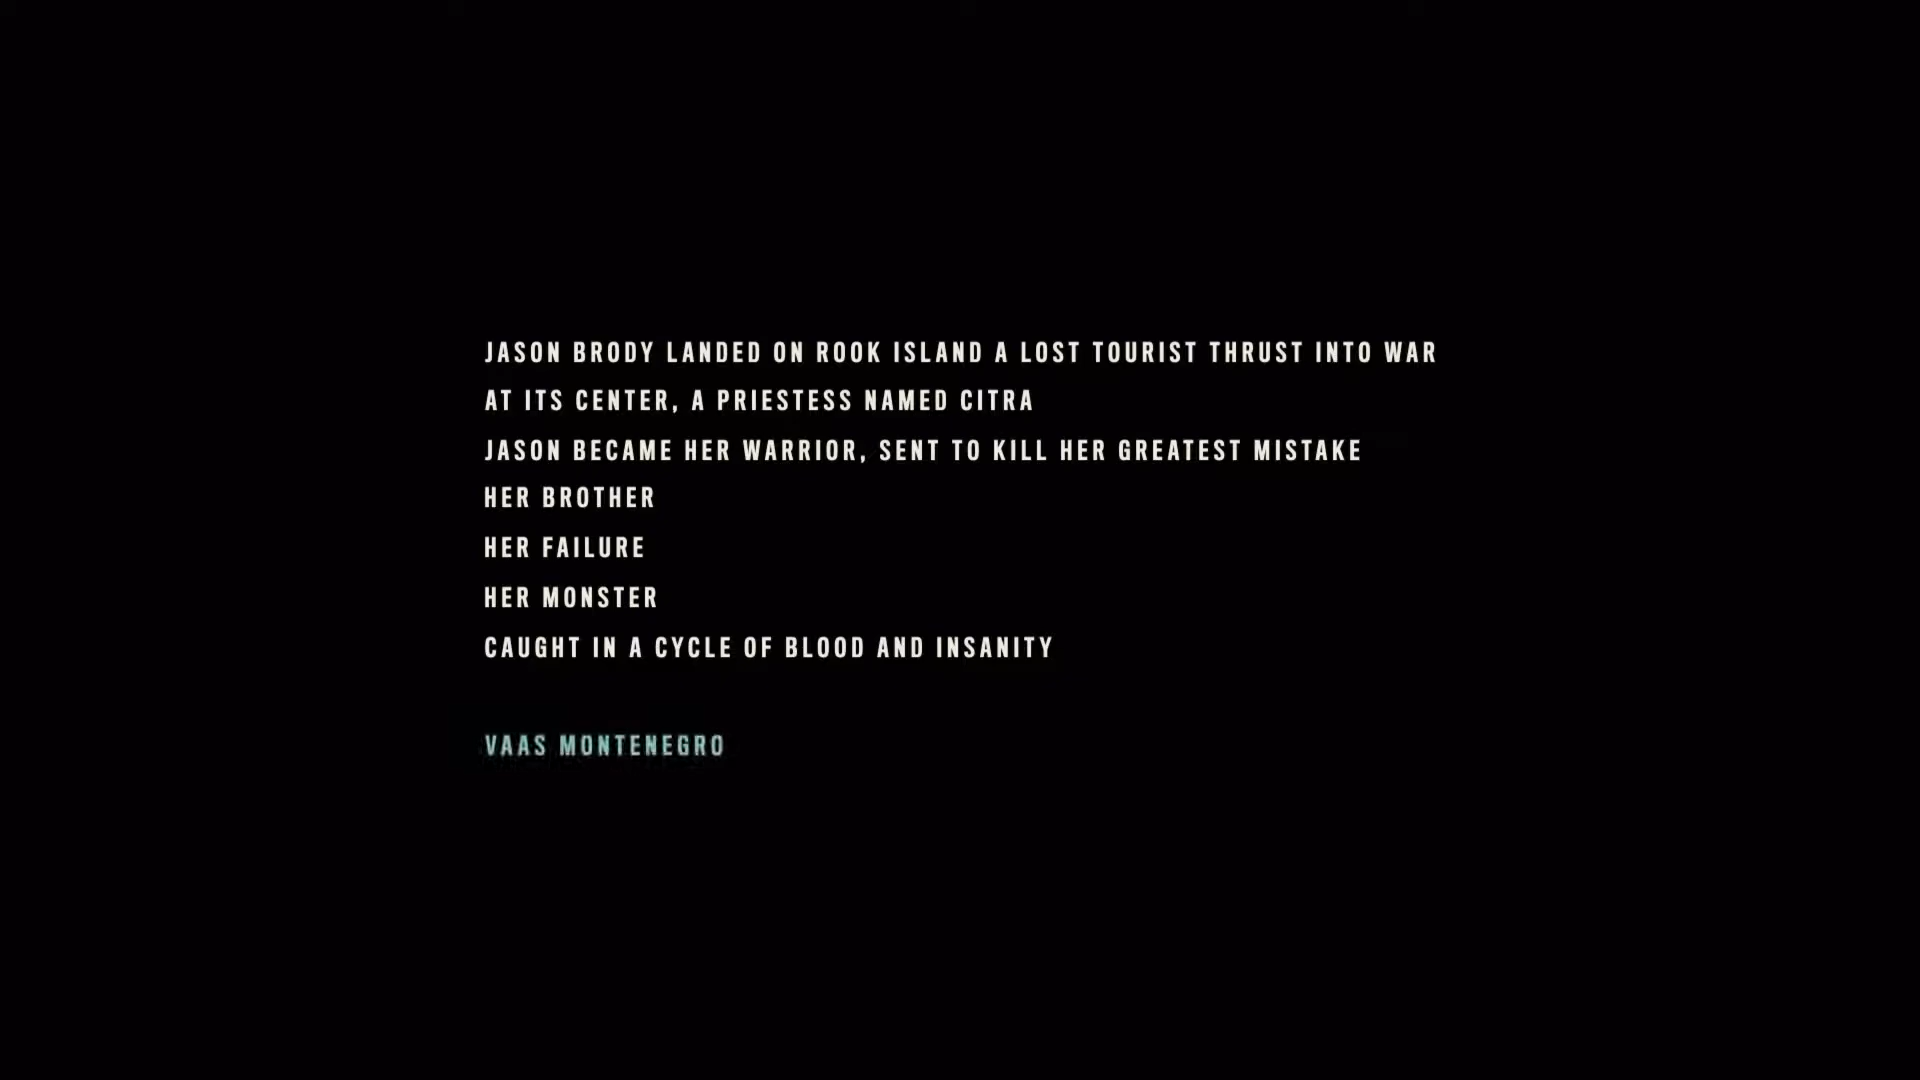 JASON BRODY LANDED ON ROOK ISLAND A LOST TOURIST THRUST INTO WAR
AT ITS CENTER, A PRIESTESS NAMED CITRA
JASON BECAME HER WARRIOR, SENT TO KILL HER GREATEST MISTAKE
HER BROTHER
HER FAILURE
HER MONSTER
CAUGHT IN A CYCLE OF BLOOD AND INSANITY
VAAS MONTENEGRO